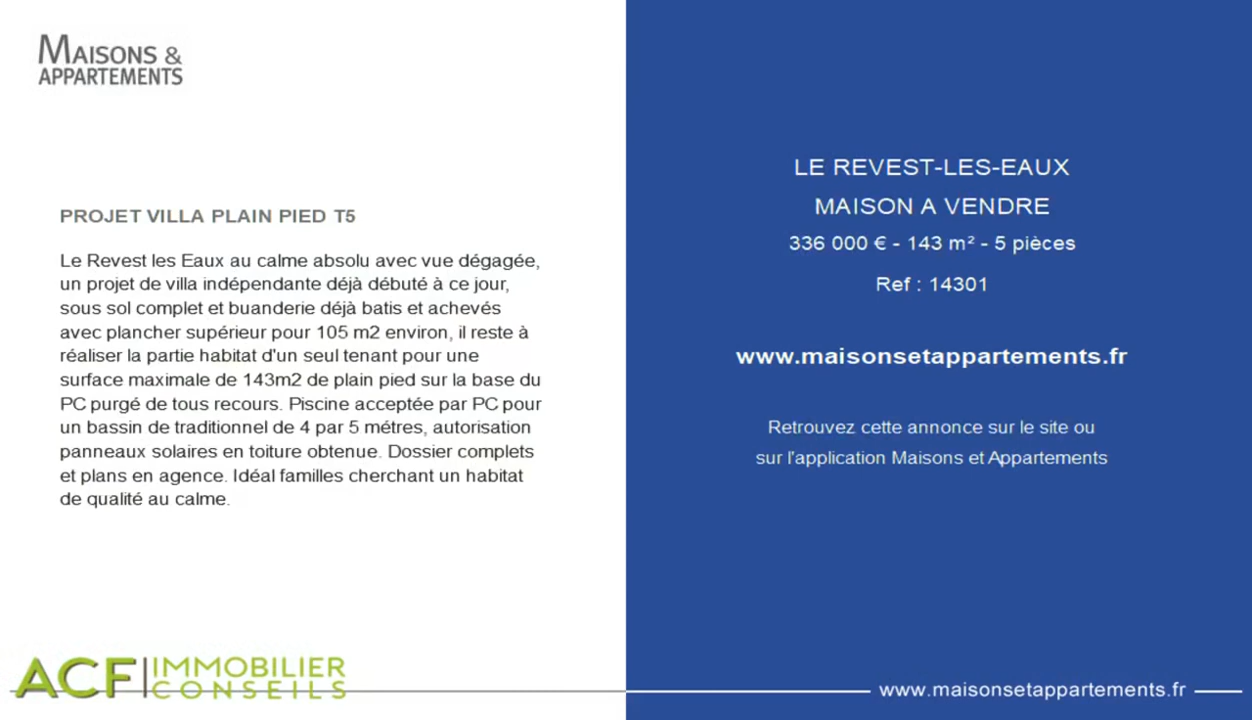 MAISONS &
APPARTEMENTS
PROJET VILLA PLAIN PIED T5
Le Revest les Eaux au calme absolu avec vue dégagée,
un projet de villa indépendante déjà débuté à ce jour,
sous sol complet et buanderie déjà batis et achevés
avec plancher supérieur pour 105 m2 environ, il reste à
réaliser la partie habitat d'un seul tenant pour une
surface maximale de 143m2 de plain pied sur la base du
PC purgé de tous recours. Piscine acceptée par PC pour
un bassin de traditionnel de 4 par 5 métres, autorisation
panneaux solaires en toiture obtenue. Dossier complets
et plans en agence. Idéal familles cherchant un habitat
de qualité au calme.
ACF IMMOBILIER
CONSEILS
LE REVEST-LES-EAUX
MAISON A VENDRE
336 000 € - 143 m² - 5 pièces
Ref : 14301
www.maisonsetappartements.fr
Retrouvez cette annonce sur le site ou
sur l'application Maisons et Appartements
www.maisonsetappartements.fr